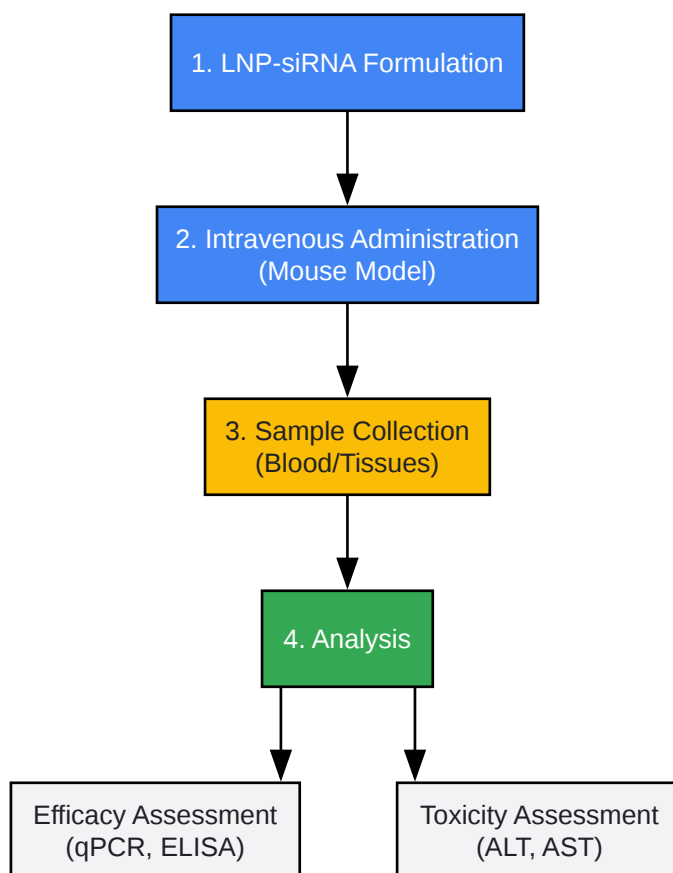 1. LNP-siRNA Formulation
2. Intravenous Administration
(Mouse Model)
3. Sample Collection
(Blood/Tissues)
4. Analysis
Efficacy Assessment
(qPCR, ELISA)
Toxicity Assessment
(ALT, AST)